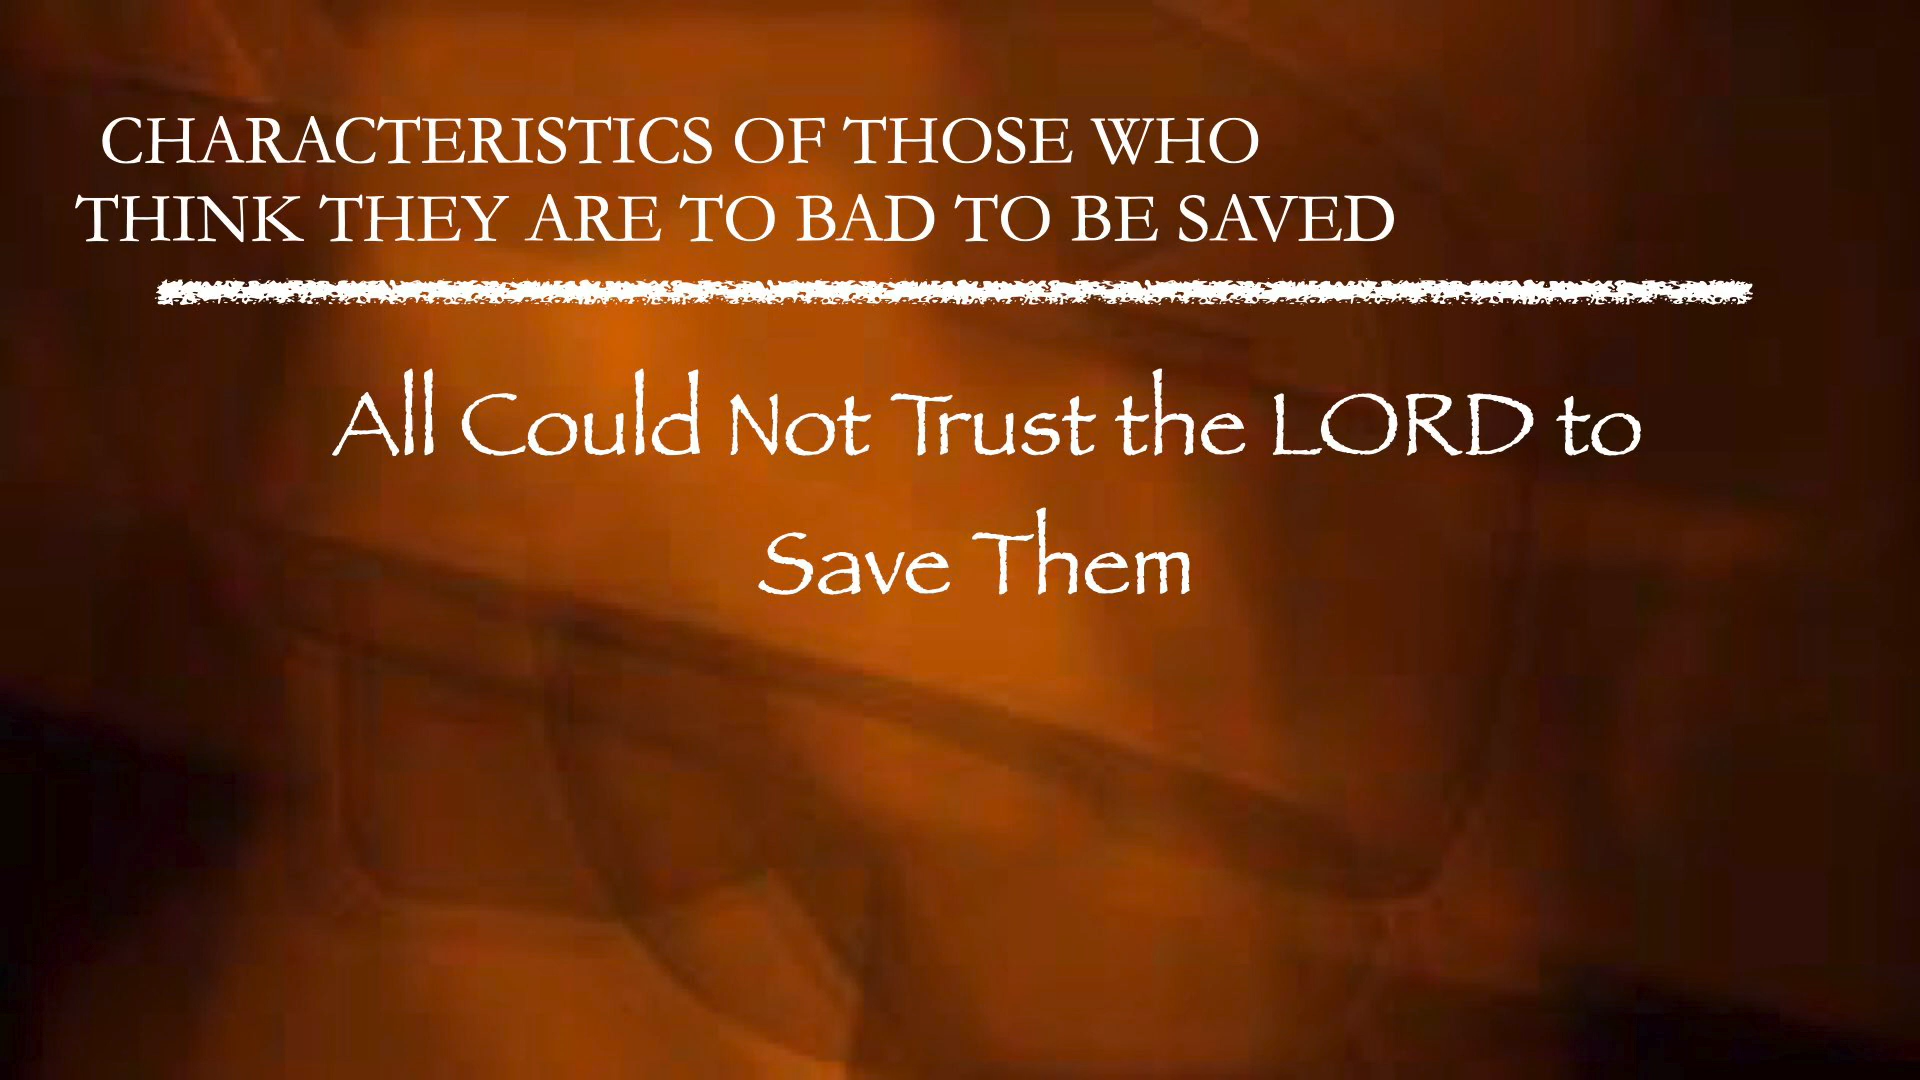 CHARACTERISTICS OF THOSE WHO
THINK THEY ARE TO BAD TO BE SAVED
All Could Not Trust the LORD to
Save Them